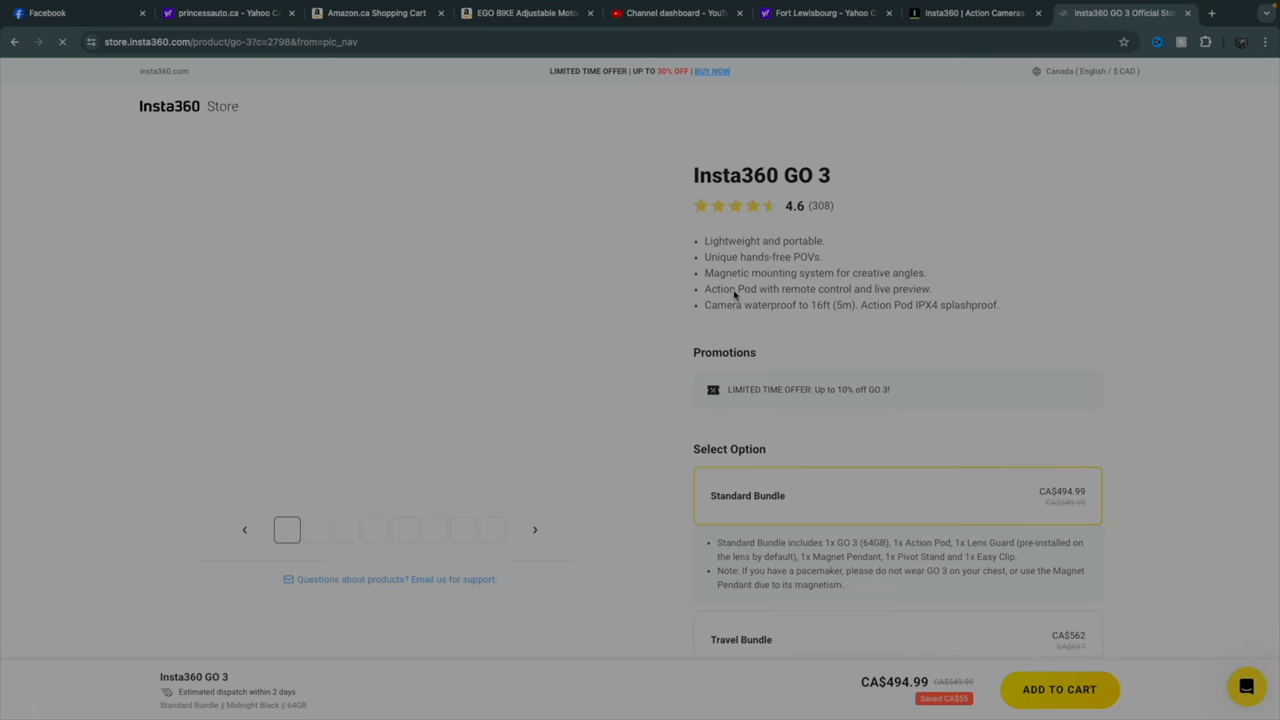 Facebook
princessauto.ca - Yahoo C
Amazon.ca Shopping Cart
EGO BIKE Adjustable Moto
Channel dashboard - YouT
Fort Lewisbourg - Yahoo C
Insta360 | Action Cameras
Insta360 GO 3 Official Stor
store.insta360.com/product/go-3?c=2798&from=pic_nav
insta360.com
LIMITED TIME OFFER | UP TO 30% OFF | BUY NOW
Canada ( English / $ CAD )
Insta360 Store
Insta360 GO 3
4.6 (308)
• Lightweight and portable.
• Unique hands-free POVs.
• Magnetic mounting system for creative angles.
• Action Pod with remote control and live preview.
• Camera waterproof to 16ft (5m). Action Pod IPX4 splashproof.
Promotions
LIMITED TIME OFFER: Up to 10% off GO 3!
Select Option
Standard Bundle
CA$494.99
CA$549.99
• Standard Bundle includes 1x GO 3 (64GB), 1x Action Pod, 1x Lens Guard (pre-installed on
the lens by default), 1x Magnet Pendant, 1x Pivot Stand and 1x Easy Clip.
• Note: If you have a pacemaker, please do not wear GO 3 on your chest, or use the Magnet
Pendant due to its magnetism.
Questions about products? Email us for support.
Travel Bundle
CA$562
CA$617
Insta360 GO 3
Estimated dispatch within 2 days
Standard Bundle || Midnight Black || 64GB
CA$494.99 CA$549.99
Saved CA$55
ADD TO CART